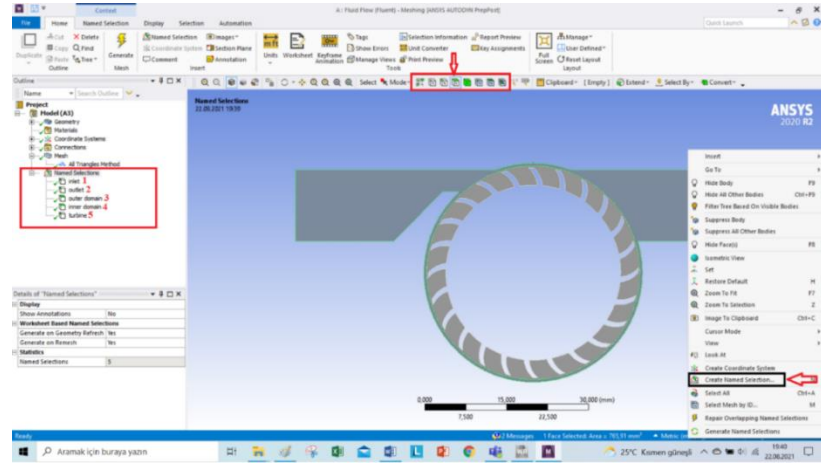 Context
A : Fluid Flow (Fluent) - Meshing [ANSYS AUTODYN PrepPost]
File Home Named Selection Display Selection Automation
Quick Launch
Duplicate
Cut
Copy
Paste
Delete
Find
Tree
Outline
Generate
Mesh
Named Selection
Coordinate System
Comment
Images
Section Plane
Annotation
Insert
Units
Worksheet
Keyframe Animation
Tags
Show Errors
Manage Views
Selection Information
Unit Converter
Print Preview
Report Preview
Key Assignments
Tools
Full Screen
Manage
User Defined
Reset Layout
Layout
Outline
Name Search Outline
Select Mode
Clipboard [Empty] Extend Select By Convert
Project
Model (A3)
Geometry
Materials
Coordinate Systems
Connections
Mesh
All Triangles Method
Named Selections
inlet 1
outlet 2
outer domain 3
inner domain 4
turbine 5
Named Selections
22.08.2021 19:39
ANSYS
2020 R2
Insert
Go To
Hide Body F9
Hide All Other Bodies Ctrl+F9
Filter Tree Based On Visible Bodies
Suppress Body
Suppress All Other Bodies
Hide Face(s) F8
Isometric View
Set
Restore Default H
Zoom To Fit F7
Zoom To Selection Z
Image To Clipboard Ctrl+C
Cursor Mode
View
Look At
Create Coordinate System
Create Named Selection...
Select All Ctrl+A
Select Mesh by ID... M
Repair Overlapping Named Selections
Generate Named Selections
Details of "Named Selections"
Display
Show Annotations No
Worksheet Based Named Selections
Generate on Geometry Refresh Yes
Generate on Remesh Yes
Statistics
Named Selections 5
0,000 15,000 30,000 (mm)
7,500 22,500
Ready
2 Messages 1 Face Selected: Area = 
Metric
Aramak için buraya yazın
25°C Kısmen güneşli
19:40
22.08.2021